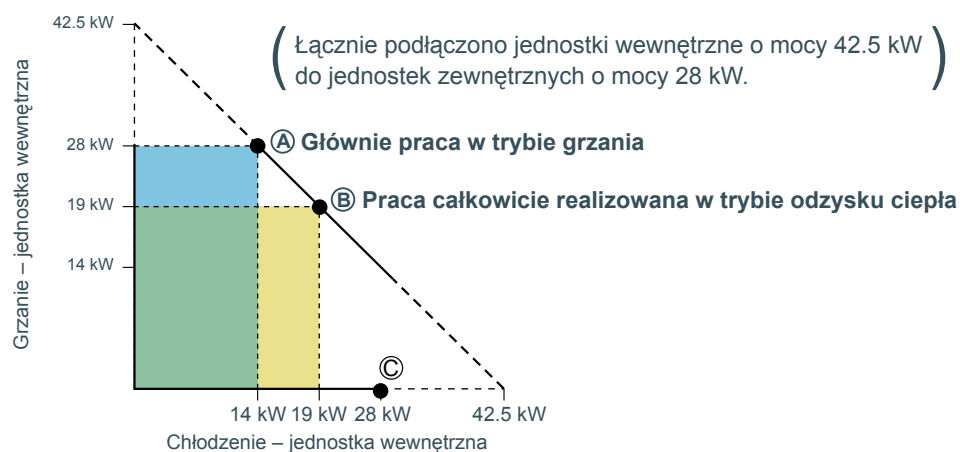 42.5 kW
Łącznie podłączono jednostki wewnętrzne o mocy 42.5 kW
do jednostek zewnętrznych o mocy 28 kW.
28 kW
Ⓐ Głównie praca w trybie grzania
19 kW
Ⓑ Praca całkowicie realizowana w trybie odzysku ciepła
14 kW
Grzanie – jednostka wewnętrzna
Ⓒ
14 kW 19 kW 28 kW 42.5 kW
Chłodzenie – jednostka wewnętrzna